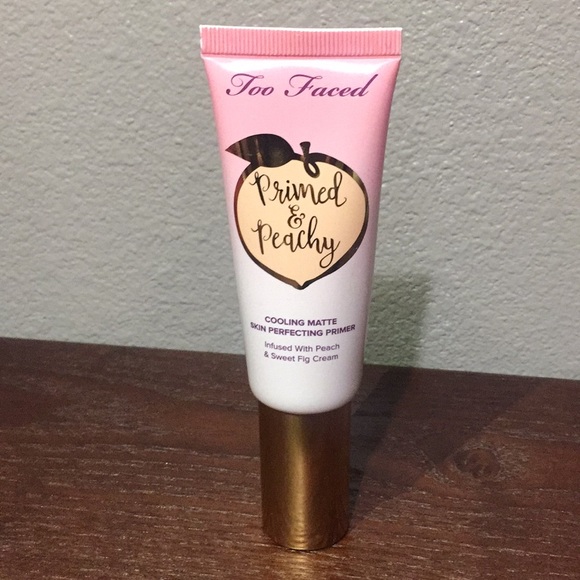 Too Faced
Primed
&
Peachy
COOLING MATTE
SKIN PERFECTING PRIMER
Infused With Peach
& Sweet Fig Cream